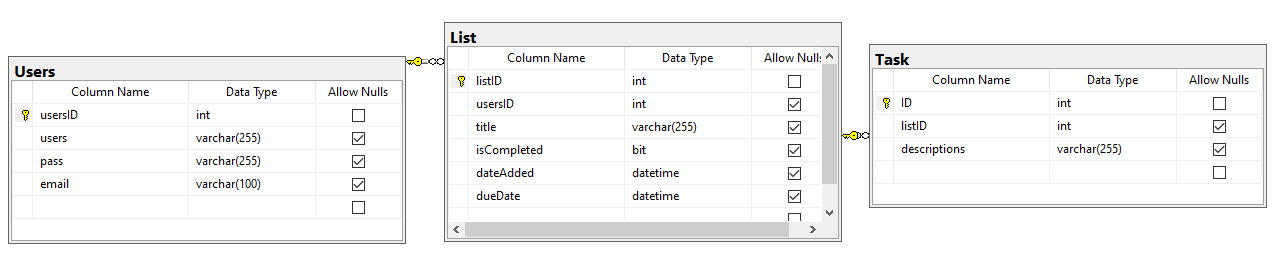 Users
Column Name Data Type Allow Nulls
usersID int
users varchar(255)
pass varchar(255)
email varchar(100)
List
Column Name Data Type Allow Nulls
listID int
usersID int
title varchar(255)
isCompleted bit
dateAdded datetime
dueDate datetime
Task
Column Name Data Type Allow Nulls
ID int
listID int
descriptions varchar(255)